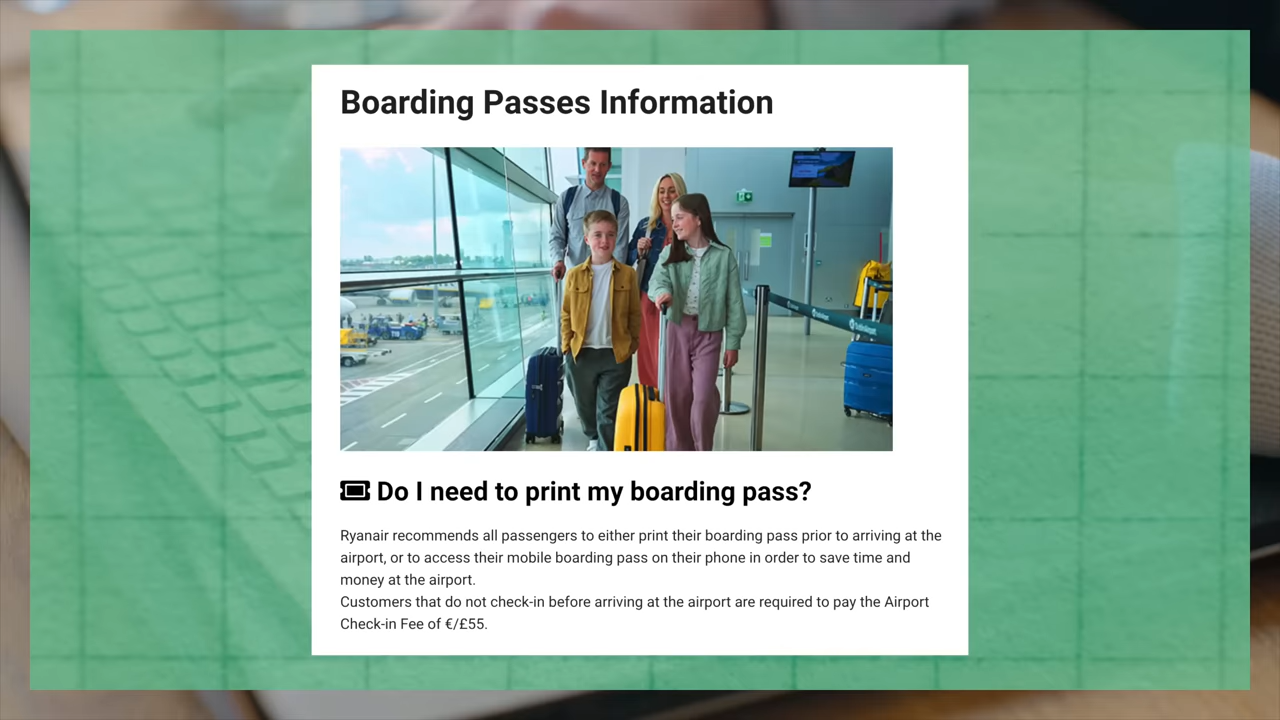 Boarding Passes Information
Do I need to print my boarding pass?
Ryanair recommends all passengers to either print their boarding pass prior to arriving at the
airport, or to access their mobile boarding pass on their phone in order to save time and
money at the airport.
Customers that do not check-in before arriving at the airport are required to pay the Airport
Check-in Fee of €/£55.